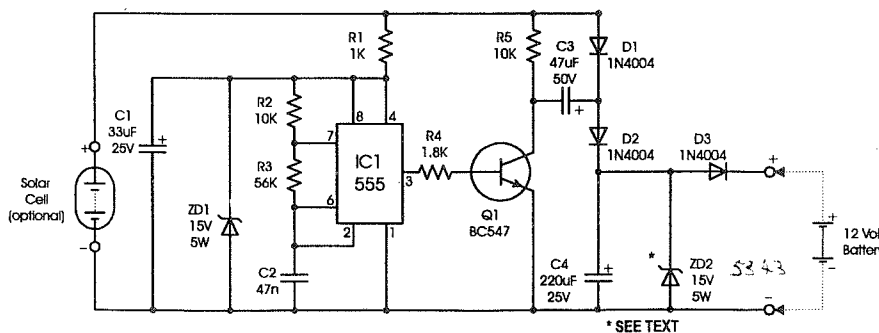 R1
1K
R5
10K
C3
47uF
50V
D1
1N4004
C1
33uF
25V
R2
10K
8
4
7
R4
1.8K
D2
1N4004
D3
1N4004
+
+
+
+
Solar
Cell
(optional)
-
R3
56K
IC1
555
3
6
2
1
ZD1
15V
5W
Q1
BC547
C2
47n
C4
220uF
25V
+
*
ZD2
15V
5W
5343
+
-
-
12 Vol
Battery
* SEE TEXT